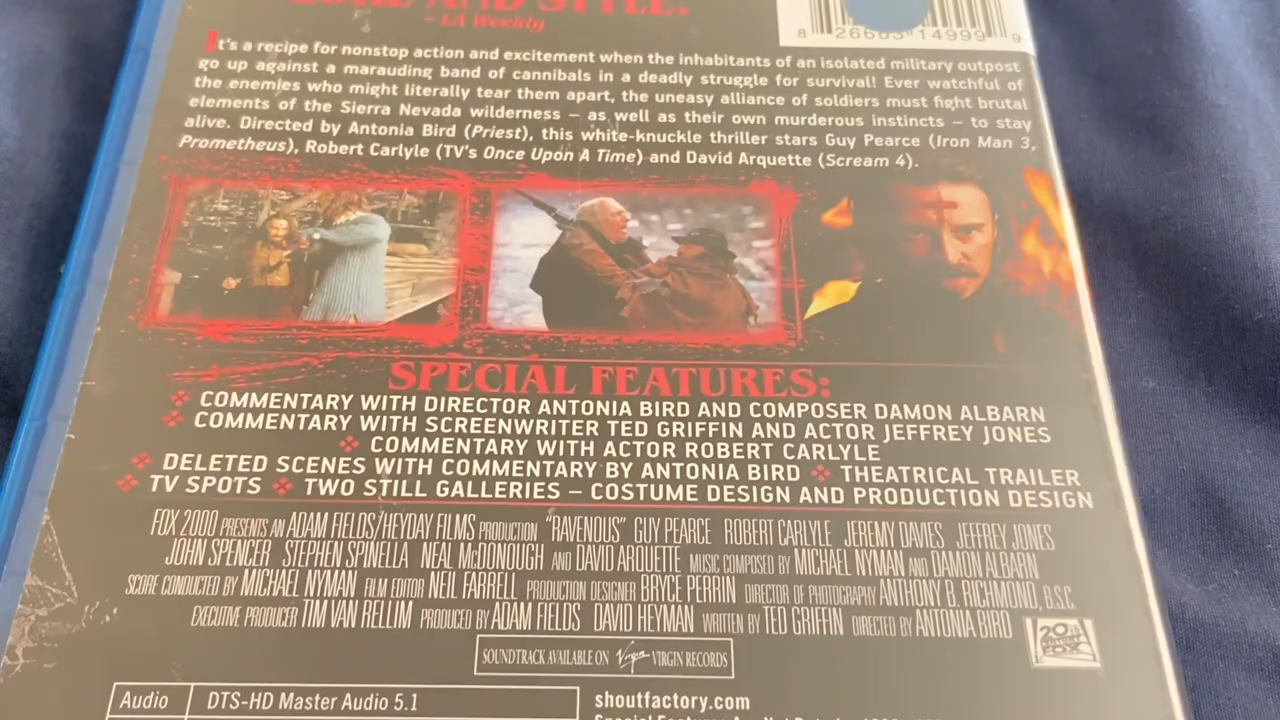 AND STYLE."
– LA Weekly
8 26663 14999 9
It's a recipe for nonstop action and excitement when the inhabitants of an isolated military outpost
go up against a marauding band of cannibals in a deadly struggle for survival! Ever watchful of
the enemies who might literally tear them apart, the uneasy alliance of soldiers must fight brutal
elements of the Sierra Nevada wilderness – as well as their own murderous instincts – to stay
alive. Directed by Antonia Bird (Priest), this white-knuckle thriller stars Guy Pearce (Iron Man 3,
Prometheus), Robert Carlyle (TV's Once Upon A Time) and David Arquette (Scream 4).
SPECIAL FEATURES:
❖ COMMENTARY WITH DIRECTOR ANTONIA BIRD AND COMPOSER DAMON ALBARN
❖ COMMENTARY WITH SCREENWRITER TED GRIFFIN AND ACTOR JEFFREY JONES
❖ COMMENTARY WITH ACTOR ROBERT CARLYLE
❖ DELETED SCENES WITH COMMENTARY BY ANTONIA BIRD ❖ THEATRICAL TRAILER
❖ TV SPOTS ❖ TWO STILL GALLERIES – COSTUME DESIGN AND PRODUCTION DESIGN
FOX 2000 PRESENTS AN ADAM FIELDS/HEYDAY FILMS PRODUCTION "RAVENOUS" GUY PEARCE ROBERT CARLYLE JEREMY DAVIES JEFFREY JONES
JOHN SPENCER STEPHEN SPINELLA NEAL McDONOUGH AND DAVID ARQUETTE MUSIC COMPOSED BY MICHAEL NYMAN AND DAMON ALBARN
SCORE CONDUCTED BY MICHAEL NYMAN FILM EDITOR NEIL FARRELL PRODUCTION DESIGNER BRYCE PERRIN DIRECTOR OF PHOTOGRAPHY ANTHONY B. RICHMOND, B.S.C.
EXECUTIVE PRODUCER TIM VAN RELLIM PRODUCED BY ADAM FIELDS DAVID HEYMAN WRITTEN BY TED GRIFFIN DIRECTED BY ANTONIA BIRD
20th CENTURY FOX
SOUNDTRACK AVAILABLE ON Virgin VIRGIN RECORDS
Audio DTS-HD Master Audio 5.1
shoutfactory.com